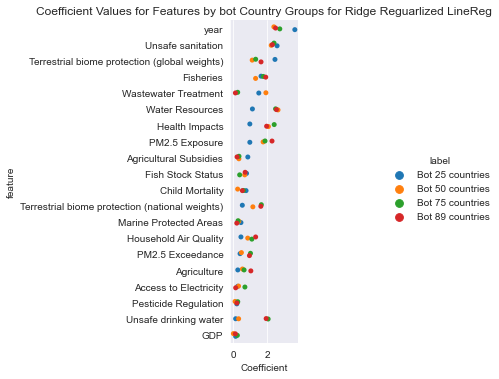 Coefficient Values for Features by bot Country Groups for Ridge Reguarlized LineReg
year
Unsafe sanitation
Terrestrial biome protection (global weights)
Fisheries
Wastewater Treatment
Water Resources
Health Impacts
PM2.5 Exposure
Agricultural Subsidies
Fish Stock Status
Child Mortality
Terrestrial biome protection (national weights)
Marine Protected Areas
Household Air Quality
PM2.5 Exceedance
Agriculture
Access to Electricity
Pesticide Regulation
Unsafe drinking water
GDP
feature
0 2
Coefficient
label
Bot 25 countries
Bot 50 countries
Bot 75 countries
Bot 89 countries